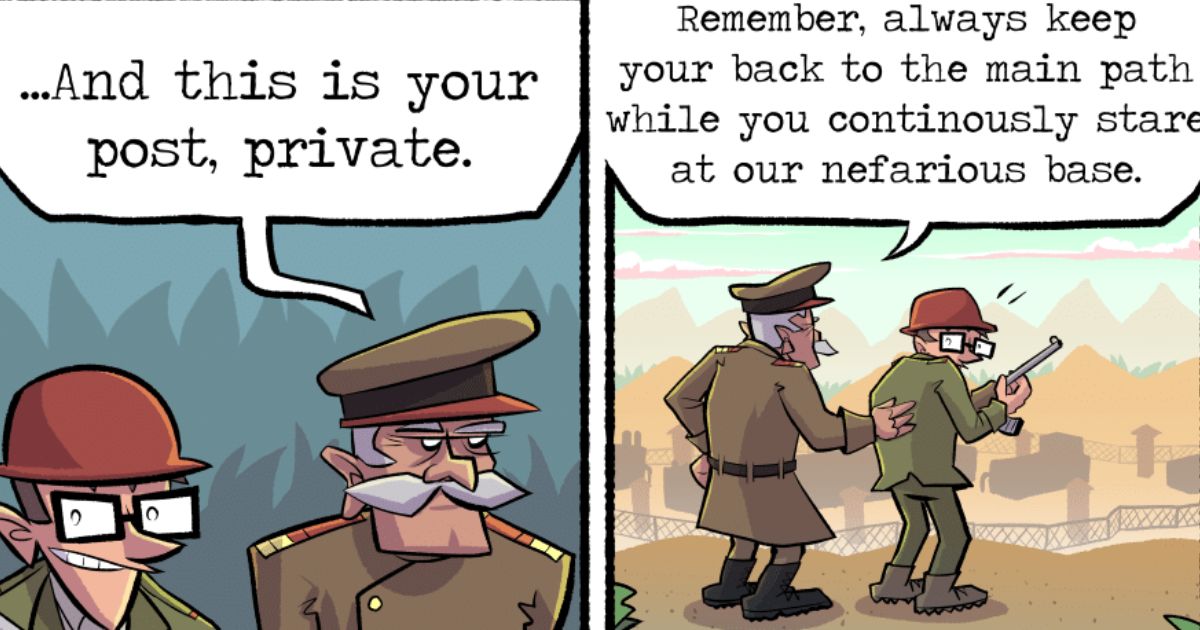 ...And this is your
post, private.
Remember, always keep
your back to the main path
while you continously stare
at our nefarious base.